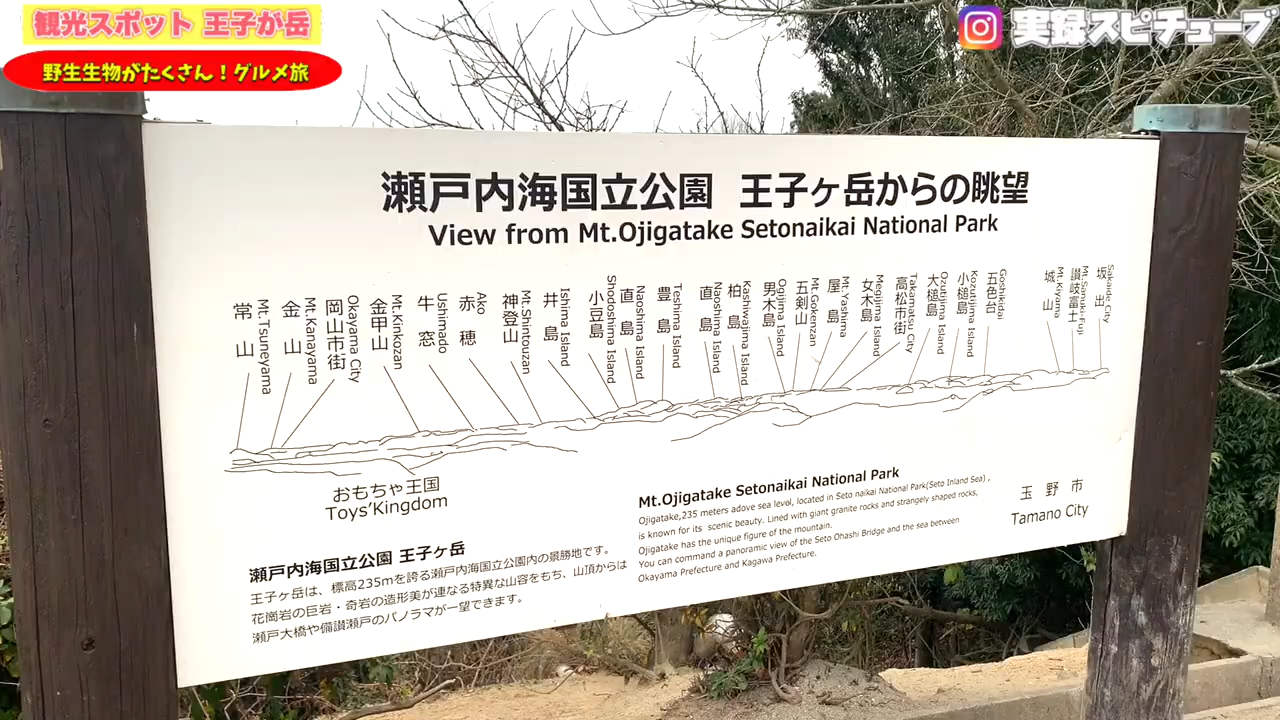 観光スポット 王子が岳
野生生物がたくさん！グルメ旅
実録スピチューブ
瀬戸内海国立公園 王子ヶ岳からの眺望
View from Mt.Ojigatake Setonaikai National Park
常山 Mt.Tsuneyama
金山 Mt.Kanayama
岡山市街 Okayama City
金甲山 Mt.Kinkozan
牛窓 Ushimado
赤穂 Ako
神登山 Mt.Shintouzan
井島 Ishima Island
小豆島 Shodoshima Island
直島 Naoshima Island
豊島 Teshima Island
直島 Naoshima Island
柏島 Kashiwajima Island
男木島 Ogijima Island
五剣山 Mt.Gokenzan
屋島 Mt.Yashima
女木島 Megijima Island
高松市街 Takamatsu City
大槌島 Ozutijima Island
小槌島 Kozutijima Island
五色台 Goshikidai
城山 Mt.Kiyama
讃岐富士 Mt.Sanuki-Fuji
坂出 Sakaide City
おもちゃ王国
Toys'Kingdom
瀬戸内海国立公園 王子ヶ岳
王子ヶ岳は、標高235mを誇る瀬戸内海国立公園内の景勝地です。
花崗岩の巨岩・奇岩の造形美が連なる特異な山容をもち、山頂からは
瀬戸大橋や備讃瀬戸のパノラマが一望できます。
Mt.Ojigatake Setonaikai National Park
Ojigatake,235 meters adove sea level, located in Seto naikai National Park(Seto Inland Sea) ,
is known for its scenic beauty. Lined with giant granite rocks and strangely shaped rocks,
Ojigatake has the unique figure of the mountain.
You can command a panoramic view of the Seto Ohashi Bridge and the sea between
Okayama Prefecture and Kagawa Prefecture.
玉野市
Tamano City